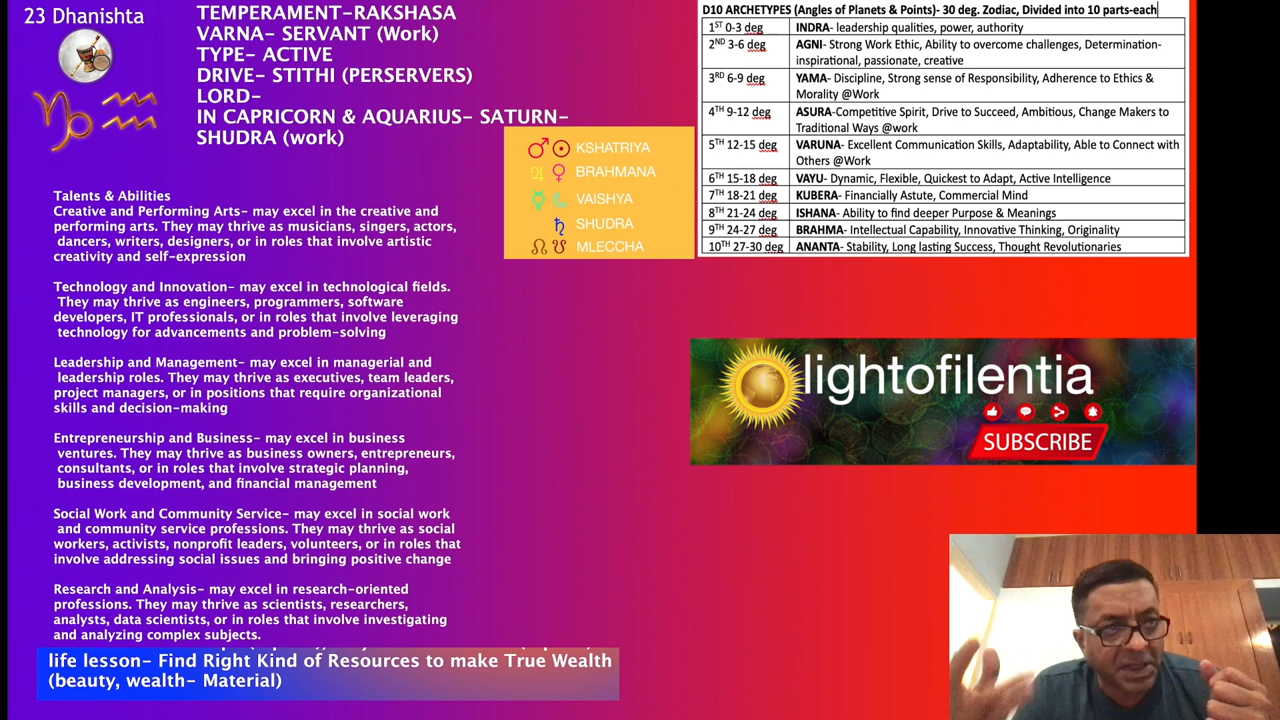 23 Dhanishta
TEMPERAMENT-RAKSHASA
VARNA- SERVANT (Work)
TYPE- ACTIVE
DRIVE- STITHI (PERSERVERS)
LORD-
IN CAPRICORN & AQUARIUS- SATURN-
SHUDRA (work)
KSHATRIYA
BRAHMANA
VAISHYA
SHUDRA
MLECCHA
D10 ARCHETYPES (Angles of Planets & Points)- 30 deg. Zodiac, Divided into 10 parts-each
1ST 0-3 deg INDRA- leadership qualities, power, authority
2ND 3-6 deg AGNI- Strong Work Ethic, Ability to overcome challenges, Determination-
inspirational, passionate, creative
3RD 6-9 deg YAMA- Discipline, Strong sense of Responsibility, Adherence to Ethics &
Morality @Work
4TH 9-12 deg ASURA-Competitive Spirit, Drive to Succeed, Ambitious, Change Makers to
Traditional Ways @work
5TH 12-15 deg VARUNA- Excellent Communication Skills, Adaptability, Able to Connect with
Others @Work
6TH 15-18 deg VAYU- Dynamic, Flexible, Quickest to Adapt, Active Intelligence
7TH 18-21 deg KUBERA- Financially Astute, Commercial Mind
8TH 21-24 deg ISHANA- Ability to find deeper Purpose & Meanings
9TH 24-27 deg BRAHMA- Intellectual Capability, Innovative Thinking, Originality
10TH 27-30 deg ANANTA- Stability, Long lasting Success, Thought Revolutionaries
Talents & Abilities
Creative and Performing Arts- may excel in the creative and
performing arts. They may thrive as musicians, singers, actors,
dancers, writers, designers, or in roles that involve artistic
creativity and self-expression
Technology and Innovation- may excel in technological fields.
They may thrive as engineers, programmers, software
developers, IT professionals, or in roles that involve leveraging
technology for advancements and problem-solving
Leadership and Management- may excel in managerial and
leadership roles. They may thrive as executives, team leaders,
project managers, or in positions that require organizational
skills and decision-making
Entrepreneurship and Business- may excel in business
ventures. They may thrive as business owners, entrepreneurs,
consultants, or in roles that involve strategic planning,
business development, and financial management
Social Work and Community Service- may excel in social work
and community service professions. They may thrive as social
workers, activists, nonprofit leaders, volunteers, or in roles that
involve addressing social issues and bringing positive change
Research and Analysis- may excel in research-oriented
professions. They may thrive as scientists, researchers,
analysts, data scientists, or in roles that involve investigating
and analyzing complex subjects.
life lesson- Find Right Kind of Resources to make True Wealth
(beauty, wealth- Material)
lightofilentia
SUBSCRIBE